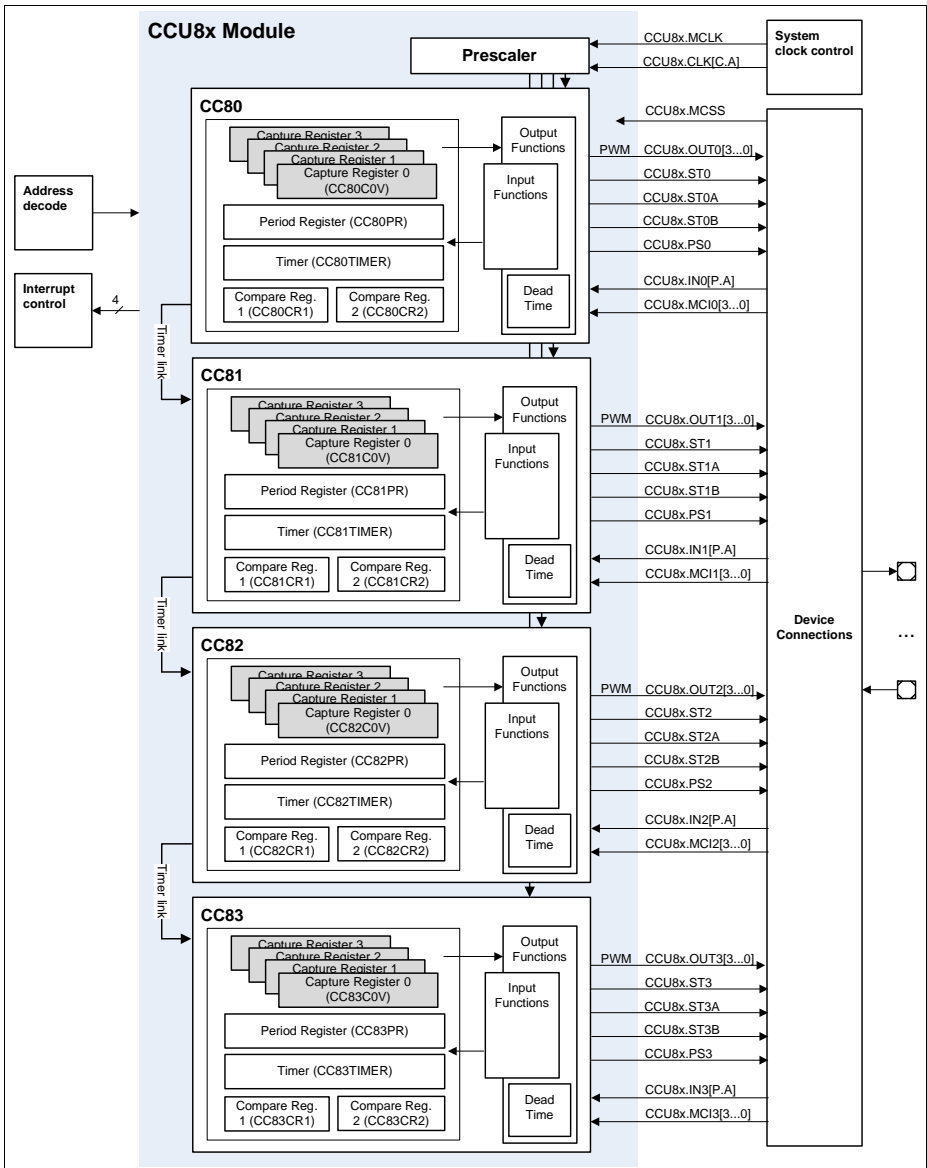 CCU8x Module
Prescaler
CCU8x.MCLK
CCU8x.CLK[C.A]
System
clock control
Address
decode
Interrupt
control
4
CC80
Capture Register 3
Capture Register 2
Capture Register 1
Capture Register 0
(CC80C0V)
Period Register (CC80PR)
Timer (CC80TIMER)
Compare Reg.
1 (CC80CR1)
Compare Reg.
2 (CC80CR2)
Output
Functions
Input
Functions
Dead
Time
CCU8x.MCSS
PWM CCU8x.OUT0[3...0]
CCU8x.ST0
CCU8x.ST0A
CCU8x.ST0B
CCU8x.PS0
CCU8x.IN0[P.A]
CCU8x.MCI0[3...0]
Timer link
CC81
Capture Register 3
Capture Register 2
Capture Register 1
Capture Register 0
(CC81C0V)
Period Register (CC81PR)
Timer (CC81TIMER)
Compare Reg.
1 (CC81CR1)
Compare Reg.
2 (CC81CR2)
Output
Functions
Input
Functions
Dead
Time
PWM CCU8x.OUT1[3...0]
CCU8x.ST1
CCU8x.ST1A
CCU8x.ST1B
CCU8x.PS1
CCU8x.IN1[P.A]
CCU8x.MCI1[3...0]
Timer link
Device
Connections
...
CC82
Capture Register 3
Capture Register 2
Capture Register 1
Capture Register 0
(CC82C0V)
Period Register (CC82PR)
Timer (CC82TIMER)
Compare Reg.
1 (CC82CR1)
Compare Reg.
2 (CC82CR2)
Output
Functions
Input
Functions
Dead
Time
PWM CCU8x.OUT2[3...0]
CCU8x.ST2
CCU8x.ST2A
CCU8x.ST2B
CCU8x.PS2
CCU8x.IN2[P.A]
CCU8x.MCI2[3...0]
Timer link
CC83
Capture Register 3
Capture Register 2
Capture Register 1
Capture Register 0
(CC83C0V)
Period Register (CC83PR)
Timer (CC83TIMER)
Compare Reg.
1 (CC83CR1)
Compare Reg.
2 (CC83CR2)
Output
Functions
Input
Functions
Dead
Time
PWM CCU8x.OUT3[3...0]
CCU8x.ST3
CCU8x.ST3A
CCU8x.ST3B
CCU8x.PS3
CCU8x.IN3[P.A]
CCU8x.MCI3[3...0]